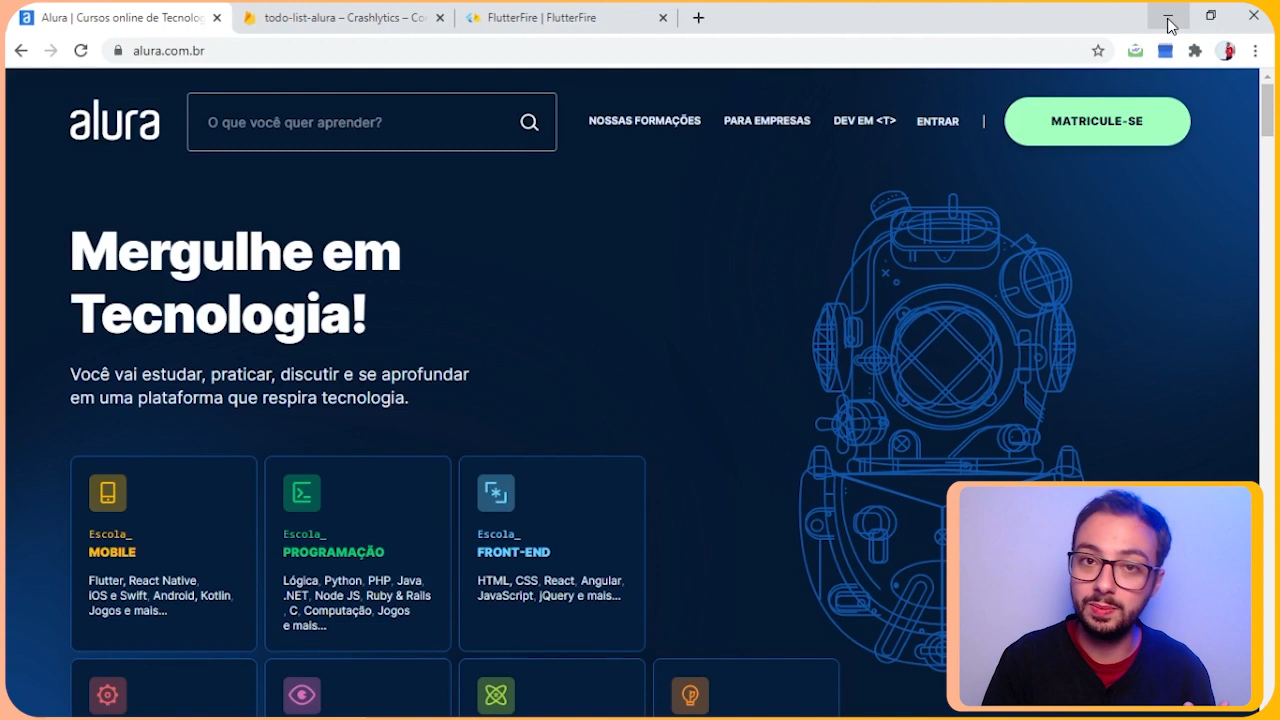 Alura | Cursos online de Tecnolog
todo-list-alura – Crashlytics – Co
FlutterFire | FlutterFire
alura.com.br
alura
O que você quer aprender?
NOSSAS FORMAÇÕES
PARA EMPRESAS
DEV EM <T>
ENTRAR
|
MATRICULE-SE
Mergulhe em
Tecnologia!
Você vai estudar, praticar, discutir e se aprofundar
em uma plataforma que respira tecnologia.
Escola_
MOBILE
Flutter, React Native,
iOS e Swift, Android, Kotlin,
Jogos e mais...
Escola_
PROGRAMAÇÃO
Lógica, Python, PHP, Java,
.NET, Node JS, Ruby & Rails
, C, Computação, Jogos
e mais...
Escola_
FRONT-END
HTML, CSS, React, Angular,
JavaScript, jQuery e mais...